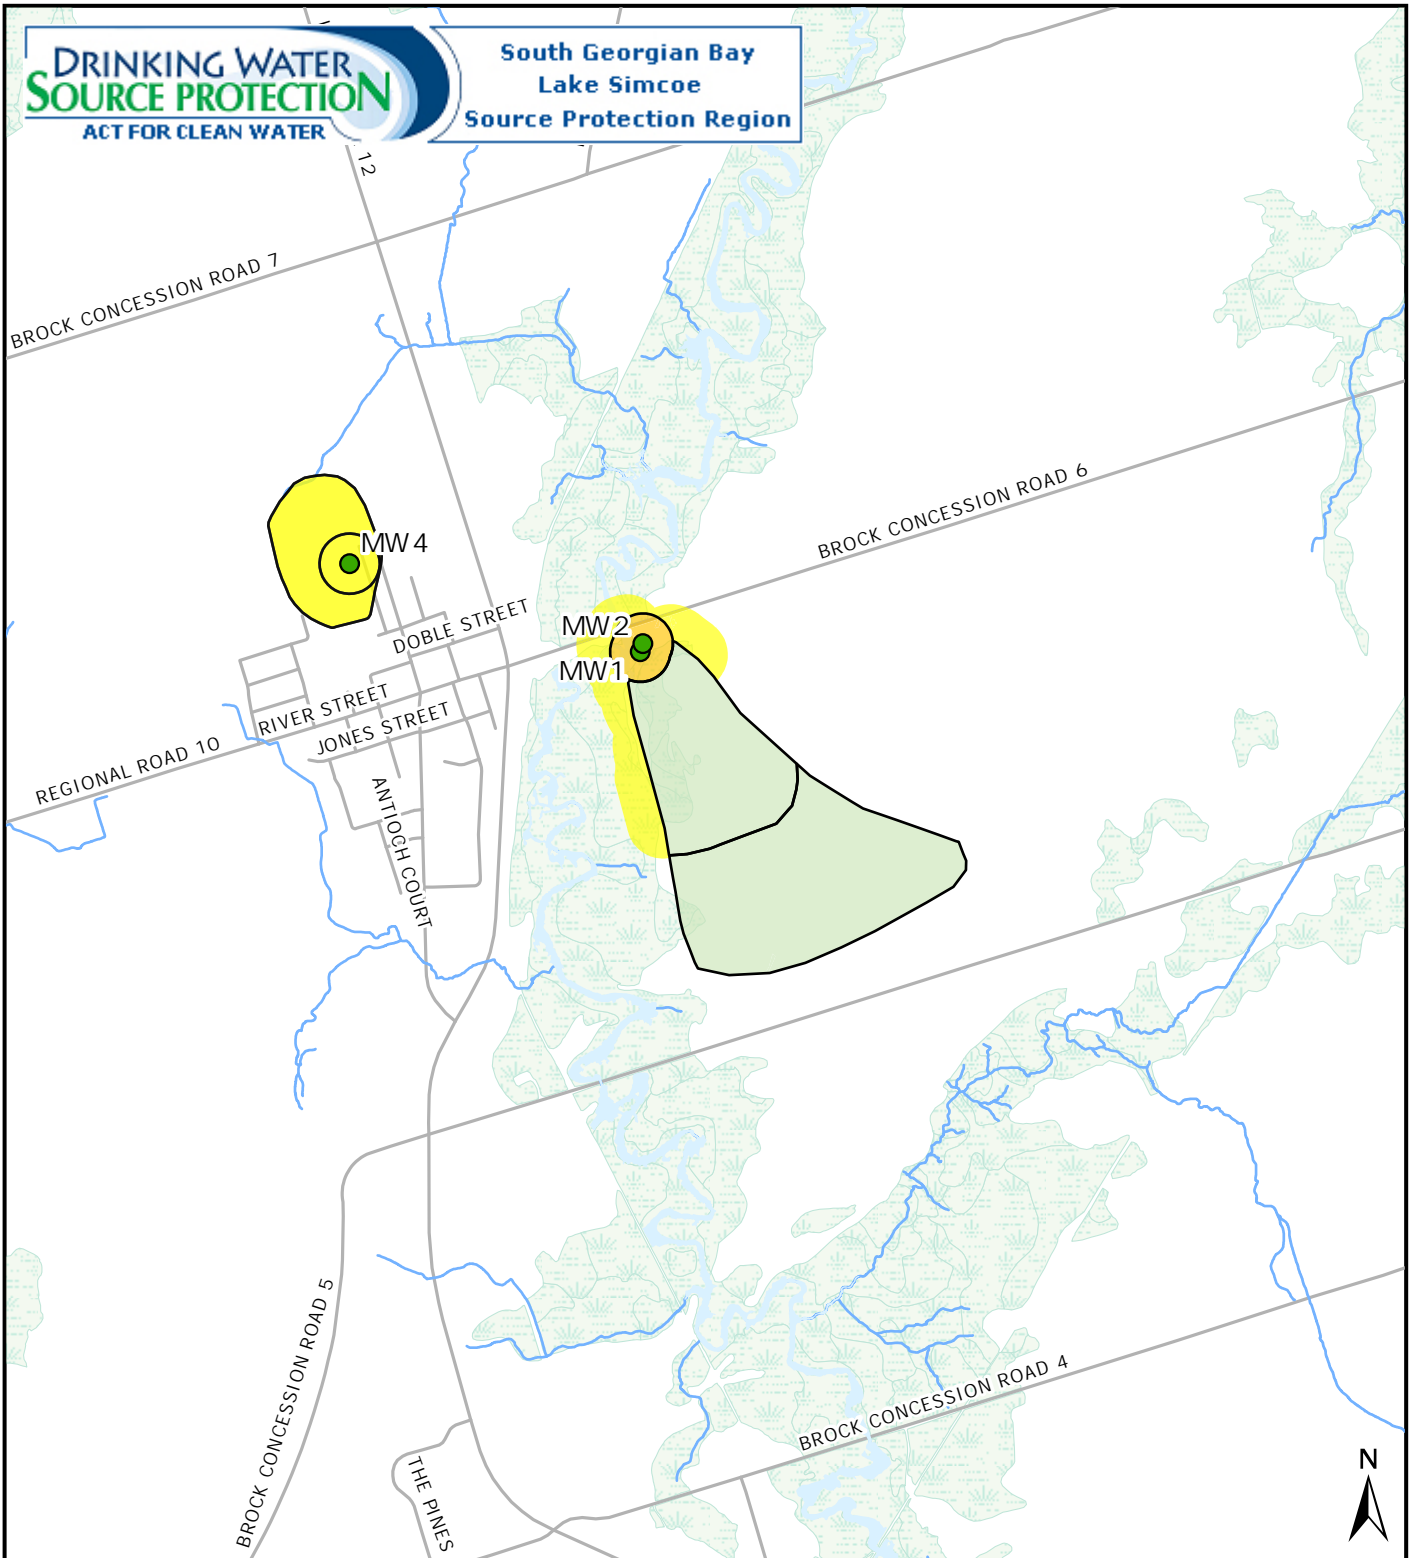 DRINKING WATER
SOURCE PROTECTION
ACT FOR CLEAN WATER
South Georgian Bay
Lake Simcoe
Source Protection Region
12
BROCK CONCESSION ROAD 7
BROCK CONCESSION ROAD 6
MW4
DOBLE STREET
MW2
MW1
RIVER STREET
JONES STREET
REGIONAL ROAD 10
ANTIOCH COURT
BROCK CONCESSION ROAD 5
BROCK CONCESSION ROAD 4
THE PINES
N